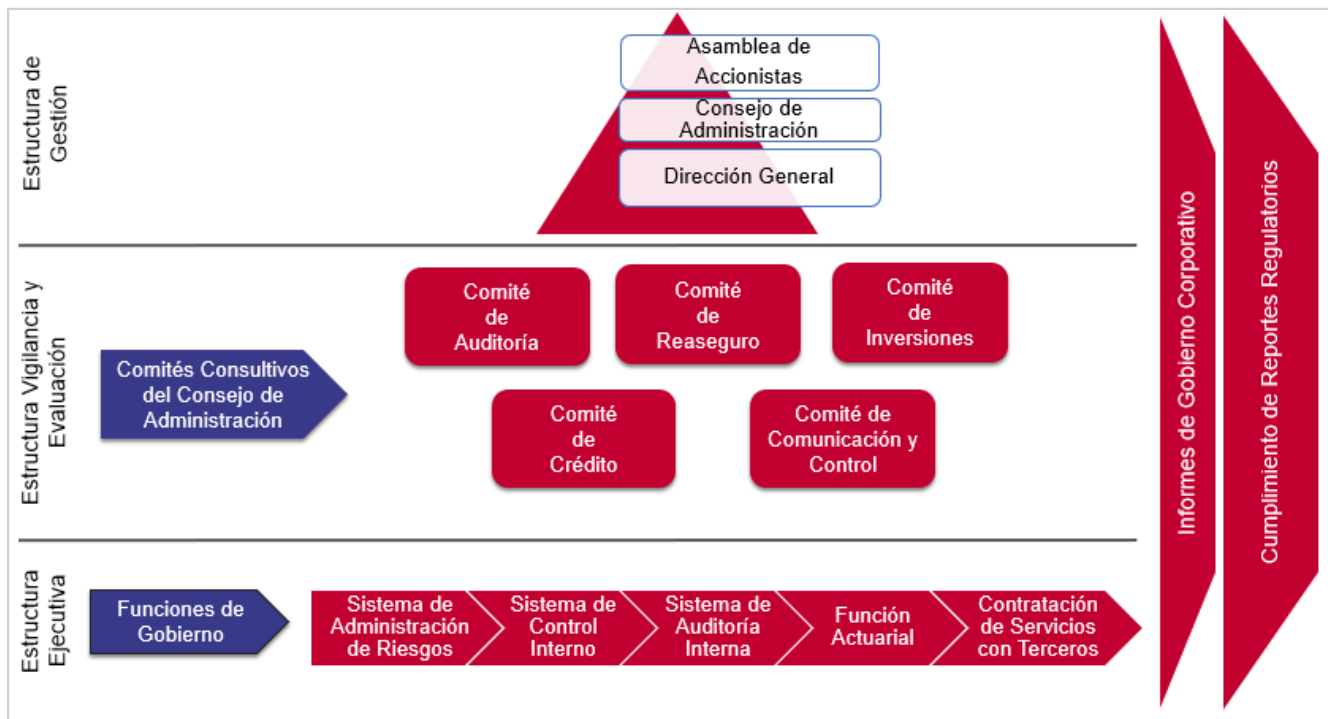 Estructura de
Gestión
Asamblea de
Accionistas
Consejo de
Administración
Dirección General
Estructura Vigilancia y
Evaluación
Comités Consultivos
del Consejo de
Administración
Comité
de
Auditoría
Comité
de
Reaseguro
Comité
de
Inversiones
Comité
de
Crédito
Comité de
Comunicación y
Control
Estructura
Ejecutiva
Funciones de
Gobierno
Sistema de
Administración
de Riesgos
Sistema de
Control
Interno
Sistema de
Auditoría
Interna
Función
Actuarial
Contratación
de Servicios
con Terceros
Informes de Gobierno Corporativo
Cumplimiento de Reportes Regulatorios